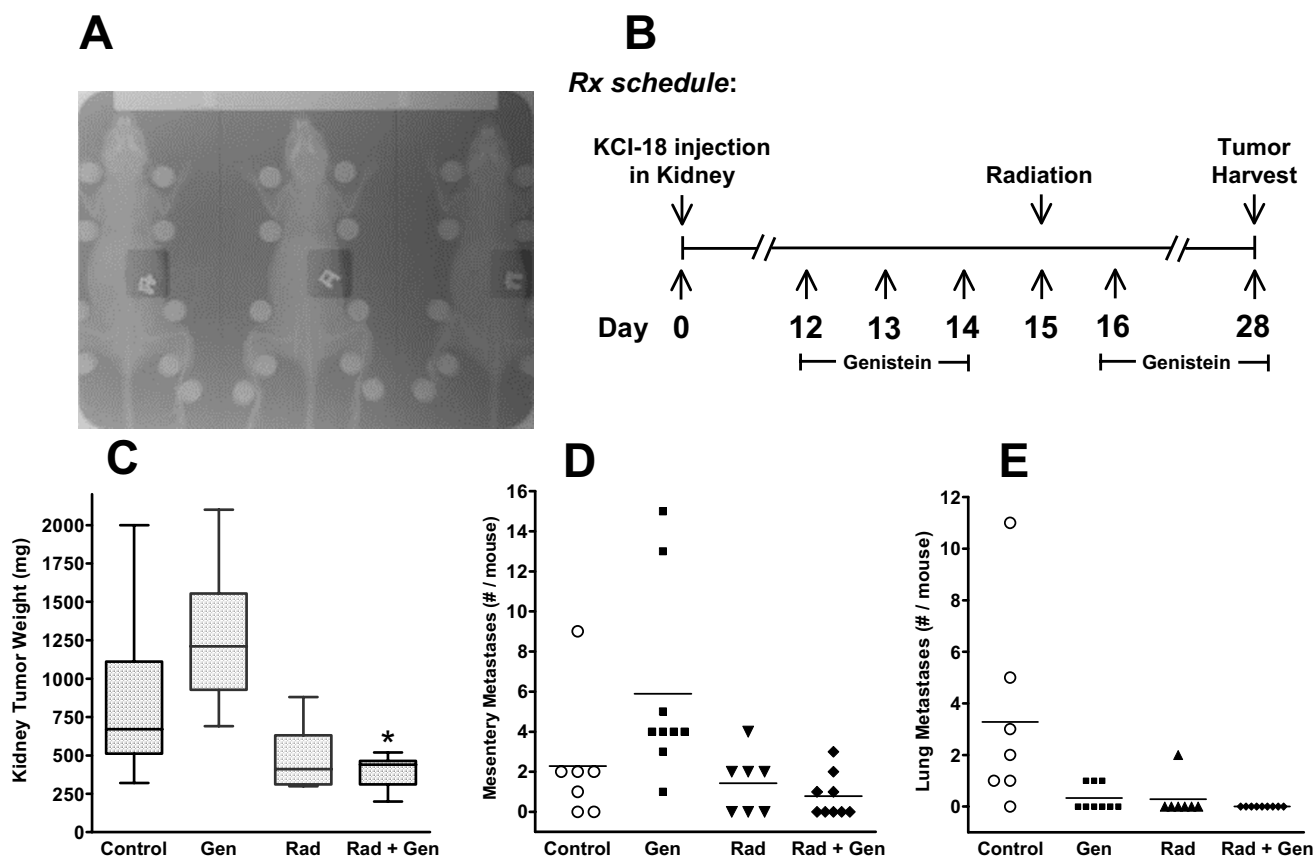 A
B
Rx schedule:
KCI-18 injection
in Kidney
Radiation
Tumor
Harvest
Day 0 12 13 14 15 16 28
Genistein Genistein
C
Kidney Tumor Weight (mg)
2000
1750
1500
1250
1000
750
500
250
0
*
Control Gen Rad Rad + Gen
D
Mesentery Metastases (# / mouse)
16
14
12
10
8
6
4
2
0
Control Gen Rad Rad + Gen
E
Lung Metastases (# / mouse)
12
10
8
6
4
2
0
Control Gen Rad Rad + Gen